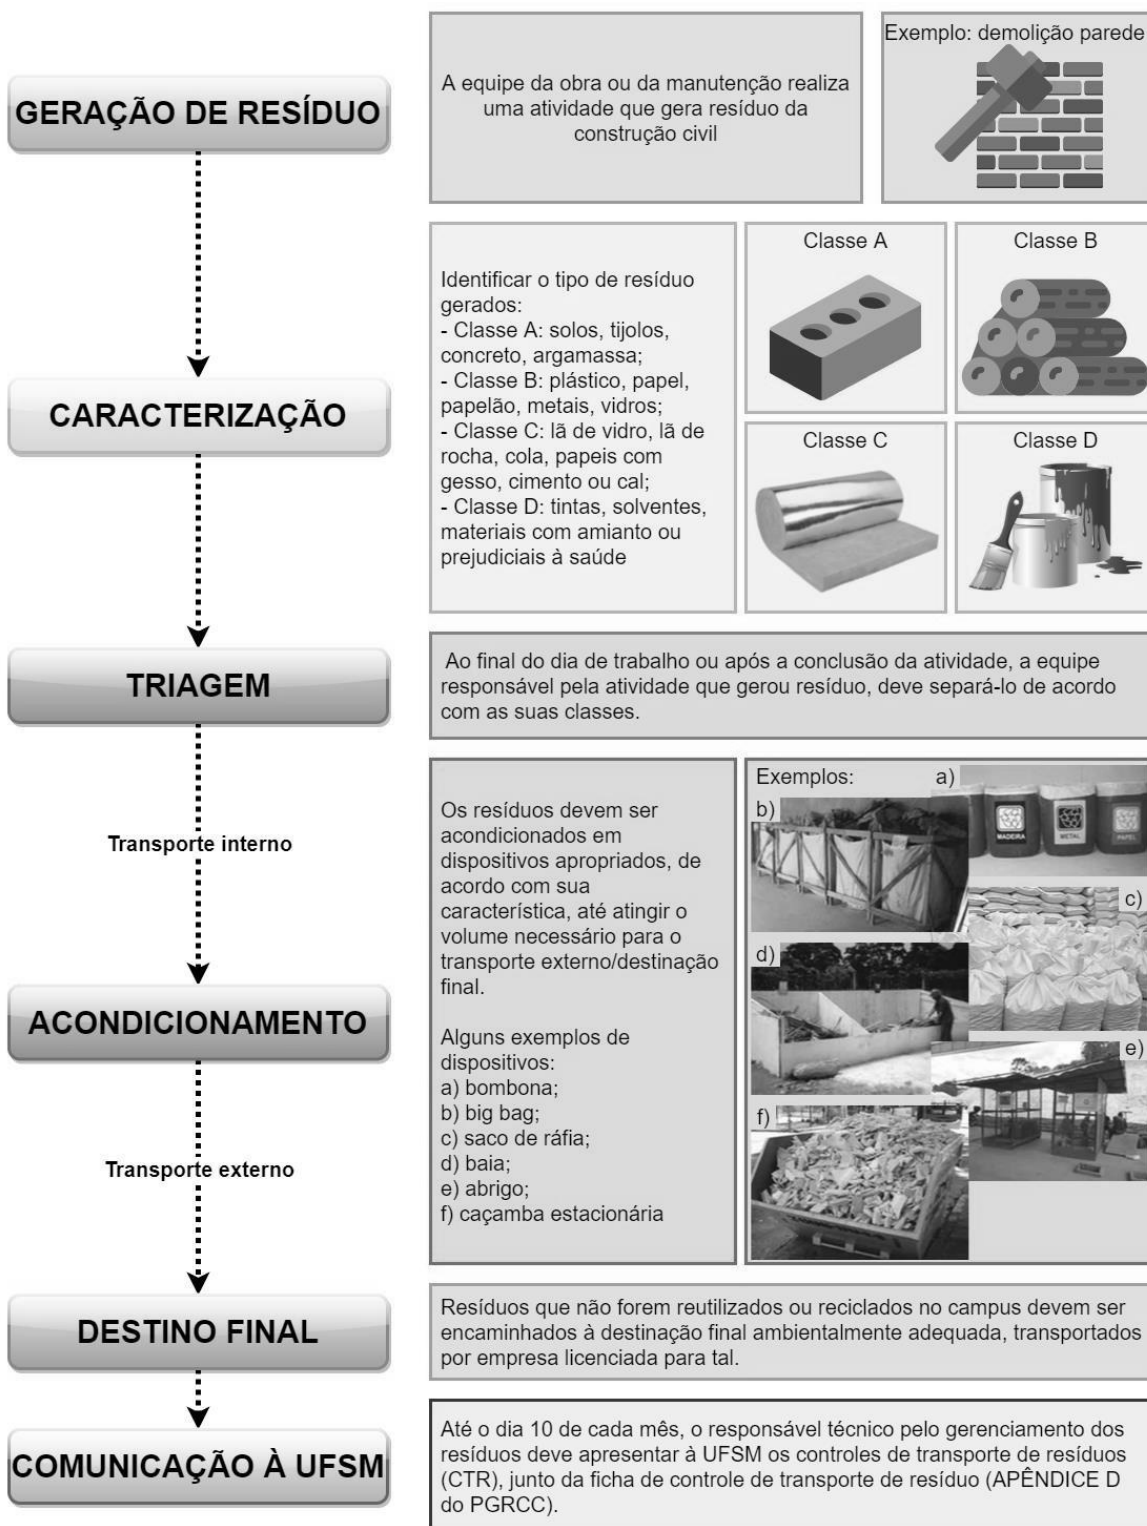 GERAÇÃO DE RESÍDUO
A equipe da obra ou da manutenção realiza
uma atividade que gera resíduo da
construção civil
Exemplo: demolição parede
CARACTERIZAÇÃO
Identificar o tipo de resíduo
gerados:
- Classe A: solos, tijolos,
concreto, argamassa;
- Classe B: plástico, papel,
papelão, metais, vidros;
- Classe C: lã de vidro, lã de
rocha, cola, papeis com
gesso, cimento ou cal;
- Classe D: tintas, solventes,
materiais com amianto ou
prejudiciais à saúde
Classe A
Classe B
Classe C
Classe D
TRIAGEM
Ao final do dia de trabalho ou após a conclusão da atividade, a equipe
responsável pela atividade que gerou resíduo, deve separá-lo de acordo
com as suas classes.
Transporte interno
ACONDICIONAMENTO
Os resíduos devem ser
acondicionados em
dispositivos apropriados, de
acordo com sua
característica, até atingir o
volume necessário para o
transporte externo/destinação
final.
Alguns exemplos de
dispositivos:
a) bombona;
b) big bag;
c) saco de ráfia;
d) baia;
e) abrigo;
f) caçamba estacionária
Exemplos:
a)
MADEIRA
METAL
PAPEL
b)
c)
d)
e)
f)
Transporte externo
DESTINO FINAL
Resíduos que não forem reutilizados ou reciclados no campus devem ser
encaminhados à destinação final ambientalmente adequada, transportados
por empresa licenciada para tal.
COMUNICAÇÃO À UFSM
Até o dia 10 de cada mês, o responsável técnico pelo gerenciamento dos
resíduos deve apresentar à UFSM os controles de transporte de resíduos
(CTR), junto da ficha de controle de transporte de resíduo (APÊNDICE D
do PGRCC).